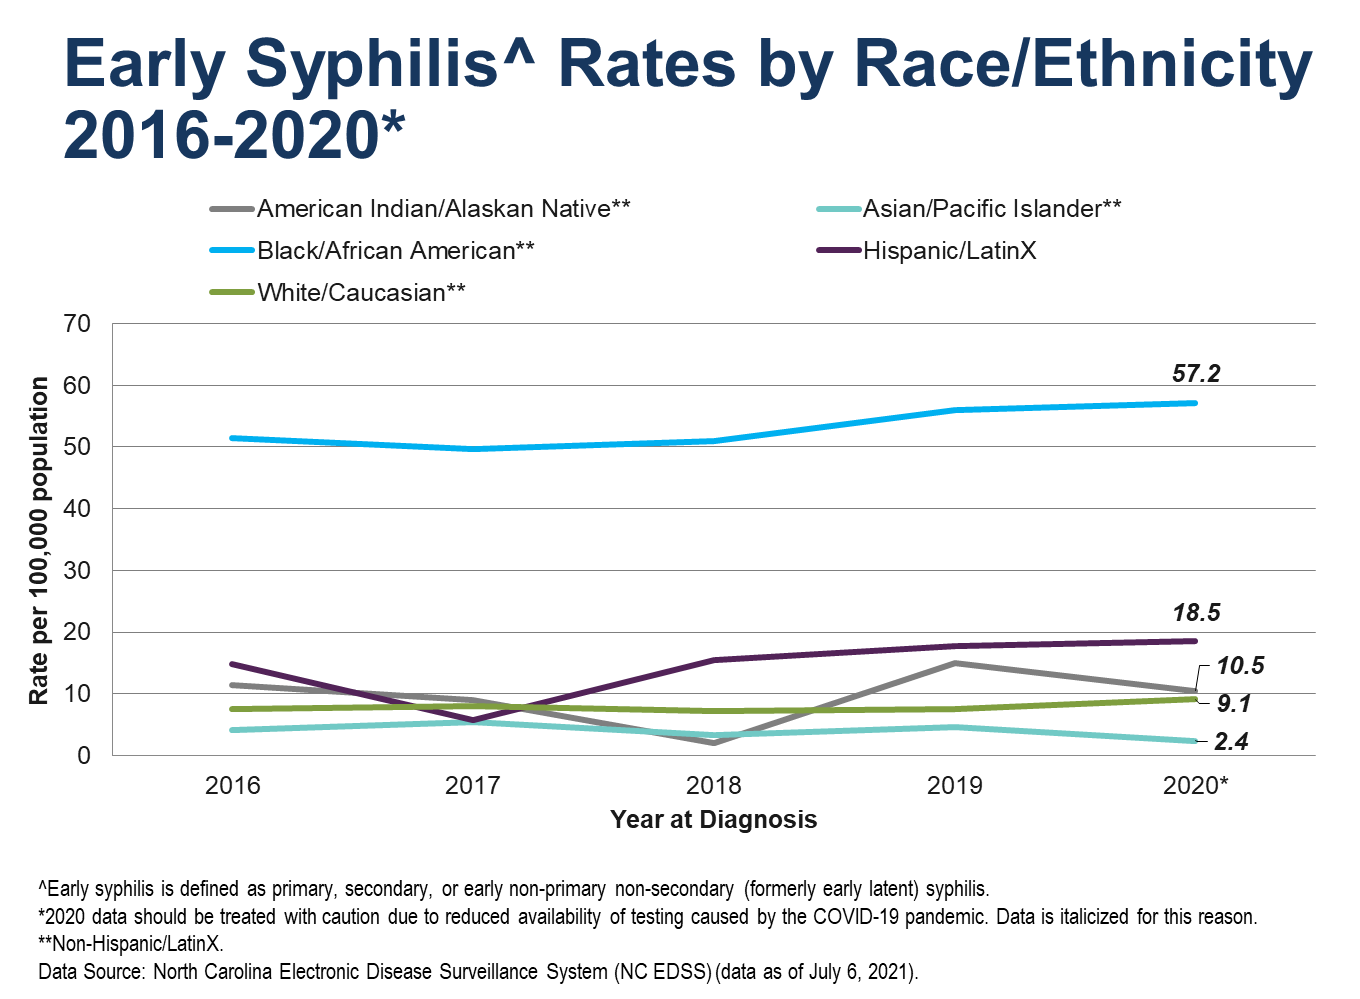 Early Syphilis^ Rates by Race/Ethnicity
2016-2020*
American Indian/Alaskan Native**
Asian/Pacific Islander**
Black/African American**
Hispanic/LatinX
White/Caucasian**
70
60
50
40
30
20
10
0
Rate per 100,000 population
57.2
18.5
10.5
9.1
2.4
2016
2017
2018
2019
2020*
Year at Diagnosis
^Early syphilis is defined as primary, secondary, or early non-primary non-secondary (formerly early latent) syphilis.
*2020 data should be treated with caution due to reduced availability of testing caused by the COVID-19 pandemic. Data is italicized for this reason.
**Non-Hispanic/LatinX.
Data Source: North Carolina Electronic Disease Surveillance System (NC EDSS) (data as of July 6, 2021).